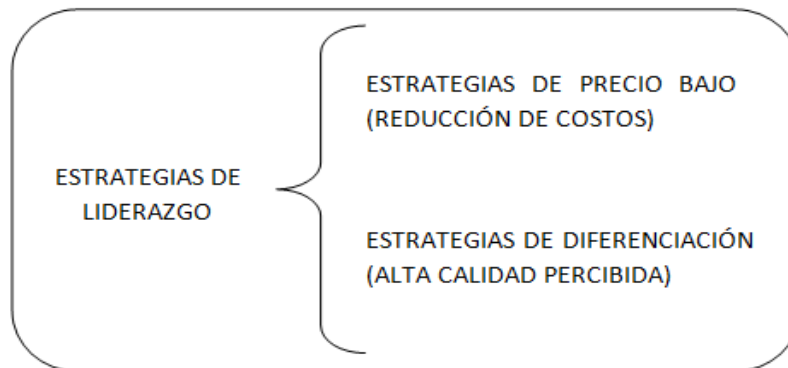 ESTRATEGIAS DE
LIDERAZGO
ESTRATEGIAS DE PRECIO BAJO
(REDUCCIÓN DE COSTOS)
ESTRATEGIAS DE DIFERENCIACIÓN
(ALTA CALIDAD PERCIBIDA)